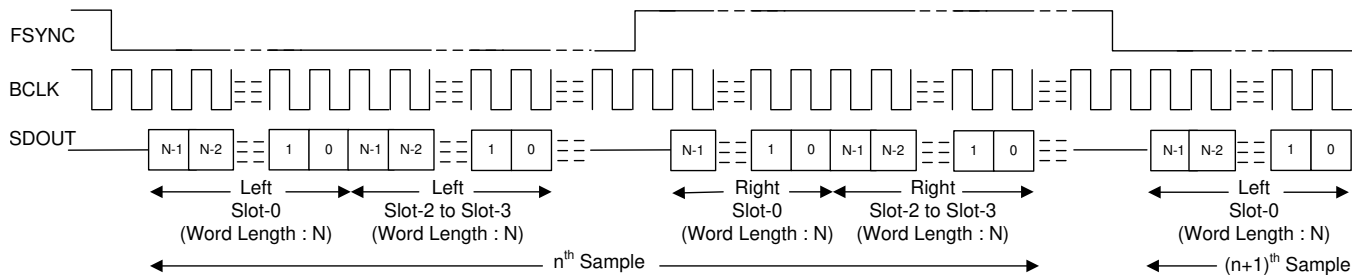 FSYNC
BCLK
SDOUT
N-1 N-2 1 0 N-1 N-2 1 0 N-1 1 0 N-1 N-2 1 0 N-1 N-2 1 0
Left Left Right Right Left
Slot-0 Slot-2 to Slot-3 Slot-0 Slot-2 to Slot-3 Slot-0
(Word Length : N) (Word Length : N) (Word Length : N) (Word Length : N) (Word Length : N)
nth Sample (n+1)th Sample